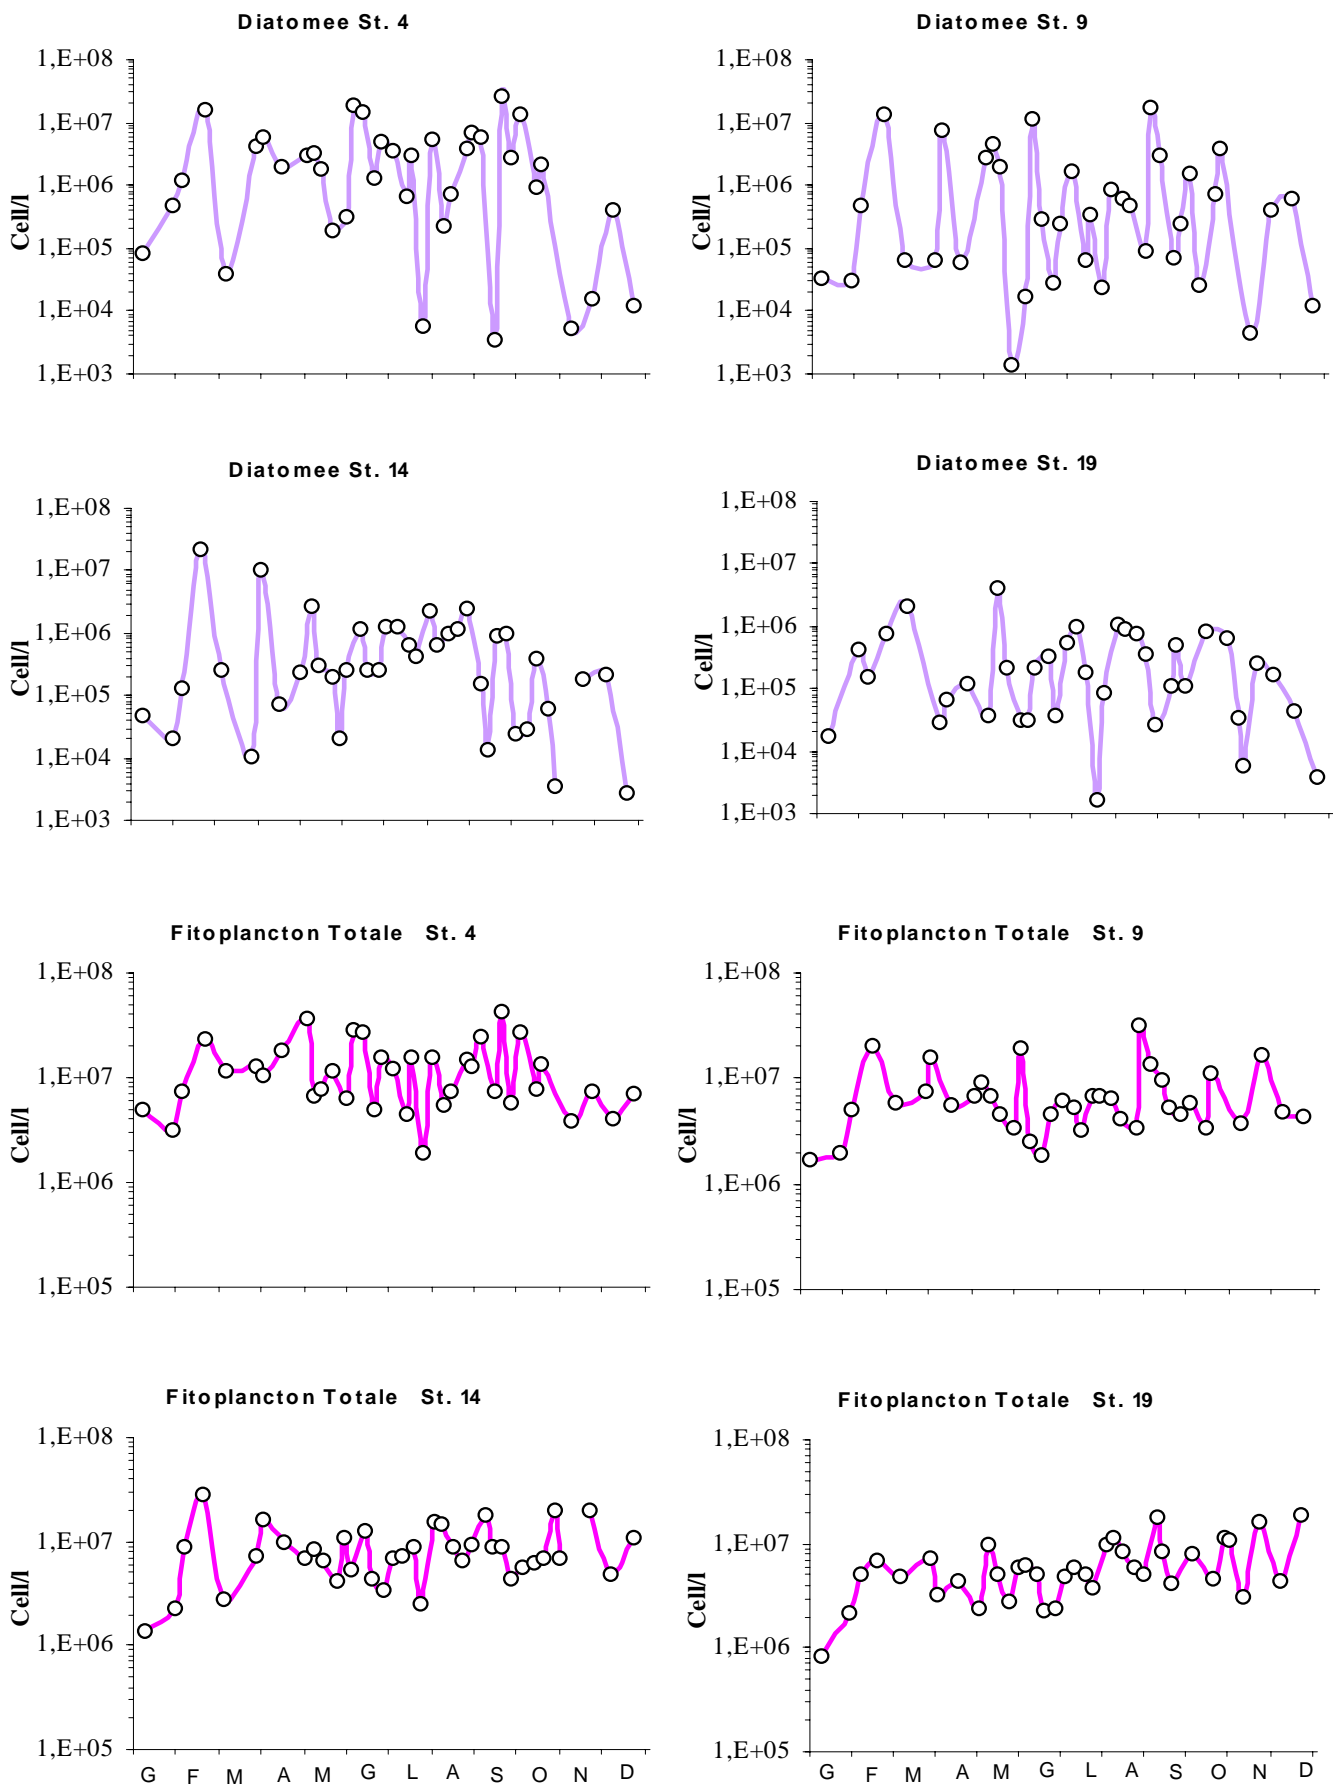 Diatomee St. 4
1,E+08
1,E+07
1,E+06
1,E+05
1,E+04
1,E+03
Cell/l
Diatomee St. 9
1,E+08
1,E+07
1,E+06
1,E+05
1,E+04
1,E+03
Cell/l
Diatomee St. 14
1,E+08
1,E+07
1,E+06
1,E+05
1,E+04
1,E+03
Cell/l
Diatomee St. 19
1,E+08
1,E+07
1,E+06
1,E+05
1,E+04
1,E+03
Cell/l
Fitoplancton Totale St. 4
1,E+08
1,E+07
1,E+06
1,E+05
Cell/l
Fitoplancton Totale St. 9
1,E+08
1,E+07
1,E+06
1,E+05
Cell/l
Fitoplancton Totale St. 14
1,E+08
1,E+07
1,E+06
1,E+05
Cell/l
G F M A M G L A S O N D
Fitoplancton Totale St. 19
1,E+08
1,E+07
1,E+06
1,E+05
Cell/l
G F M A M G L A S O N D